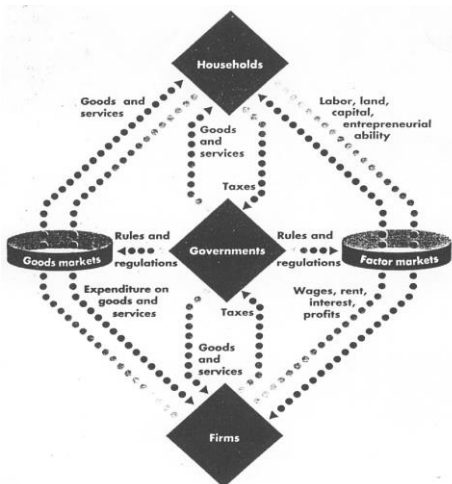 Households
Goods and
services
Labor, land,
capital,
entrepreneurial
ability
Goods
and
services
Taxes
Rules and
regulations
Governments
Rules and
regulations
Goods markets
Factor markets
Expenditure on
goods and
services
Taxes
Wages, rent,
interest,
profits
Goods
and
services
Firms